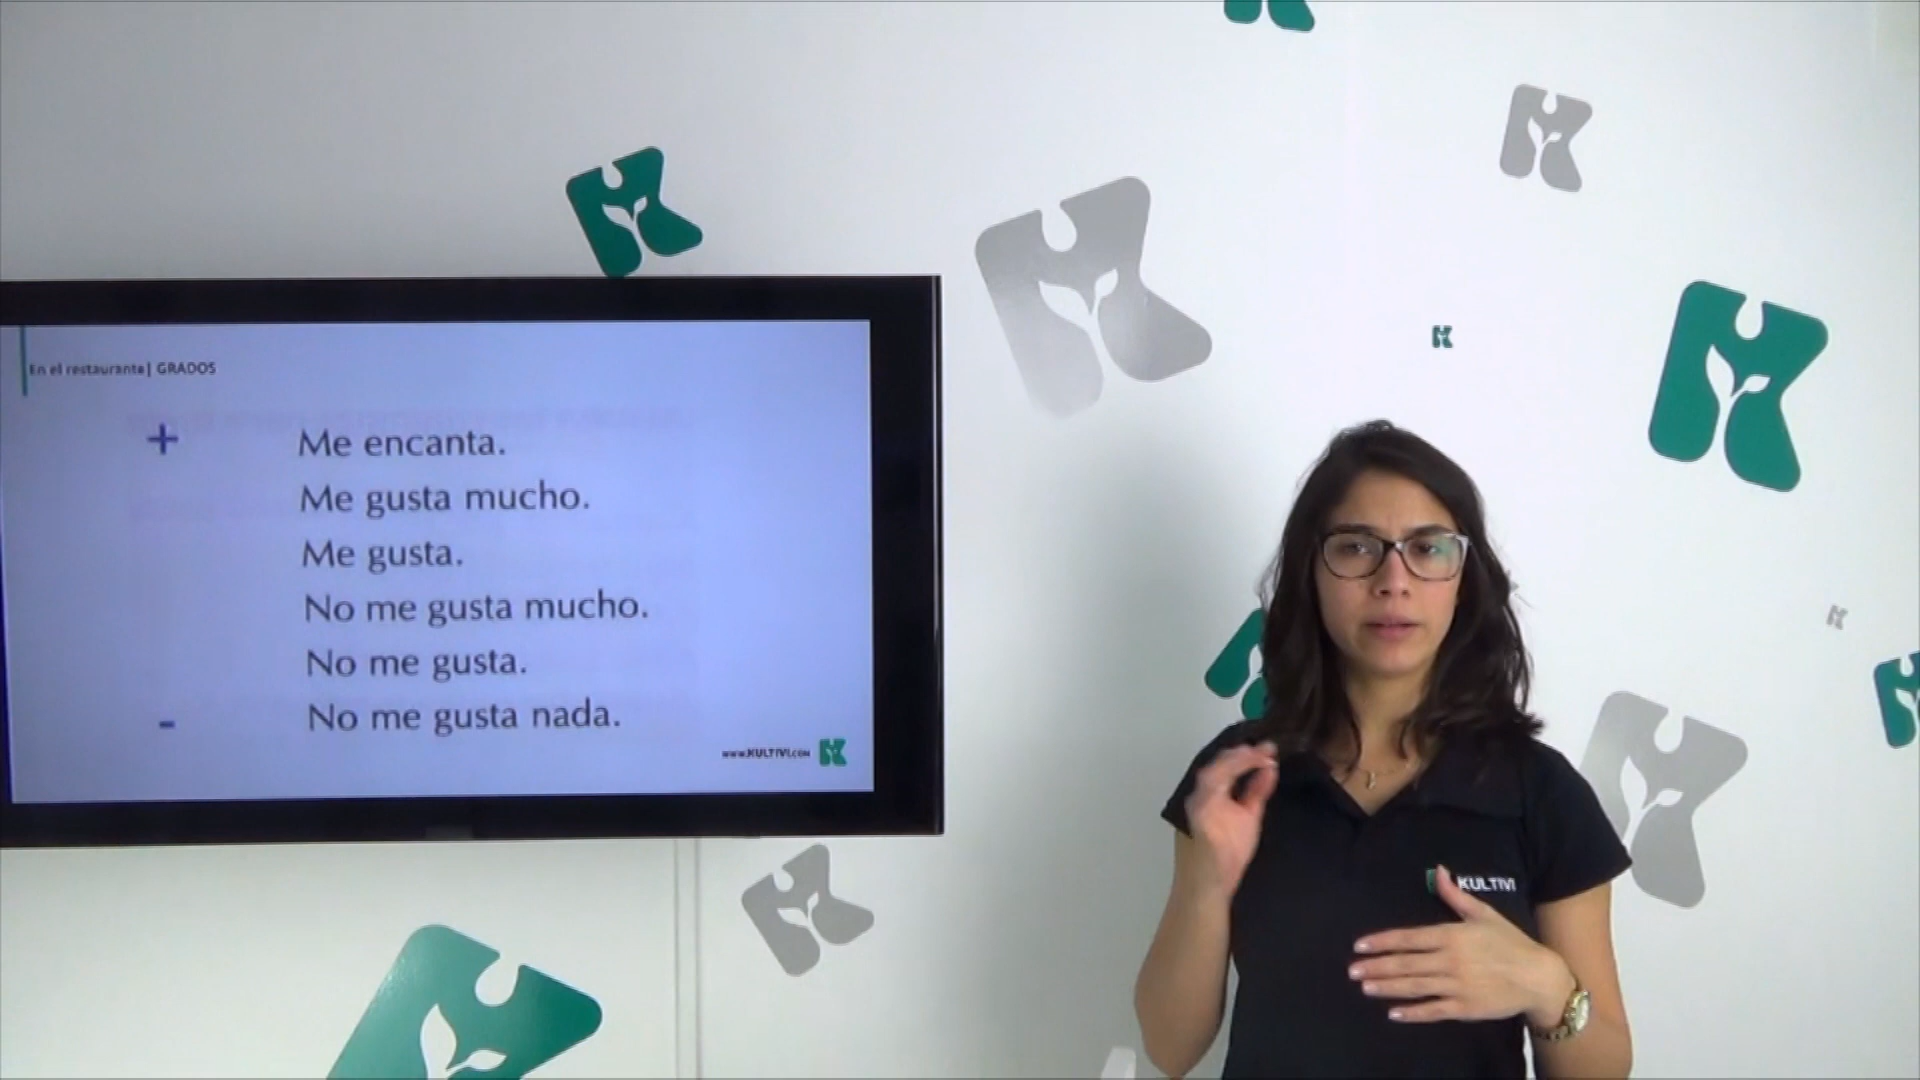 En el restaurante| GRADOS
+ Me encanta.
Me gusta mucho.
Me gusta.
No me gusta mucho.
No me gusta.
- No me gusta nada.
www.KULTIVI.COM
KULTIVI